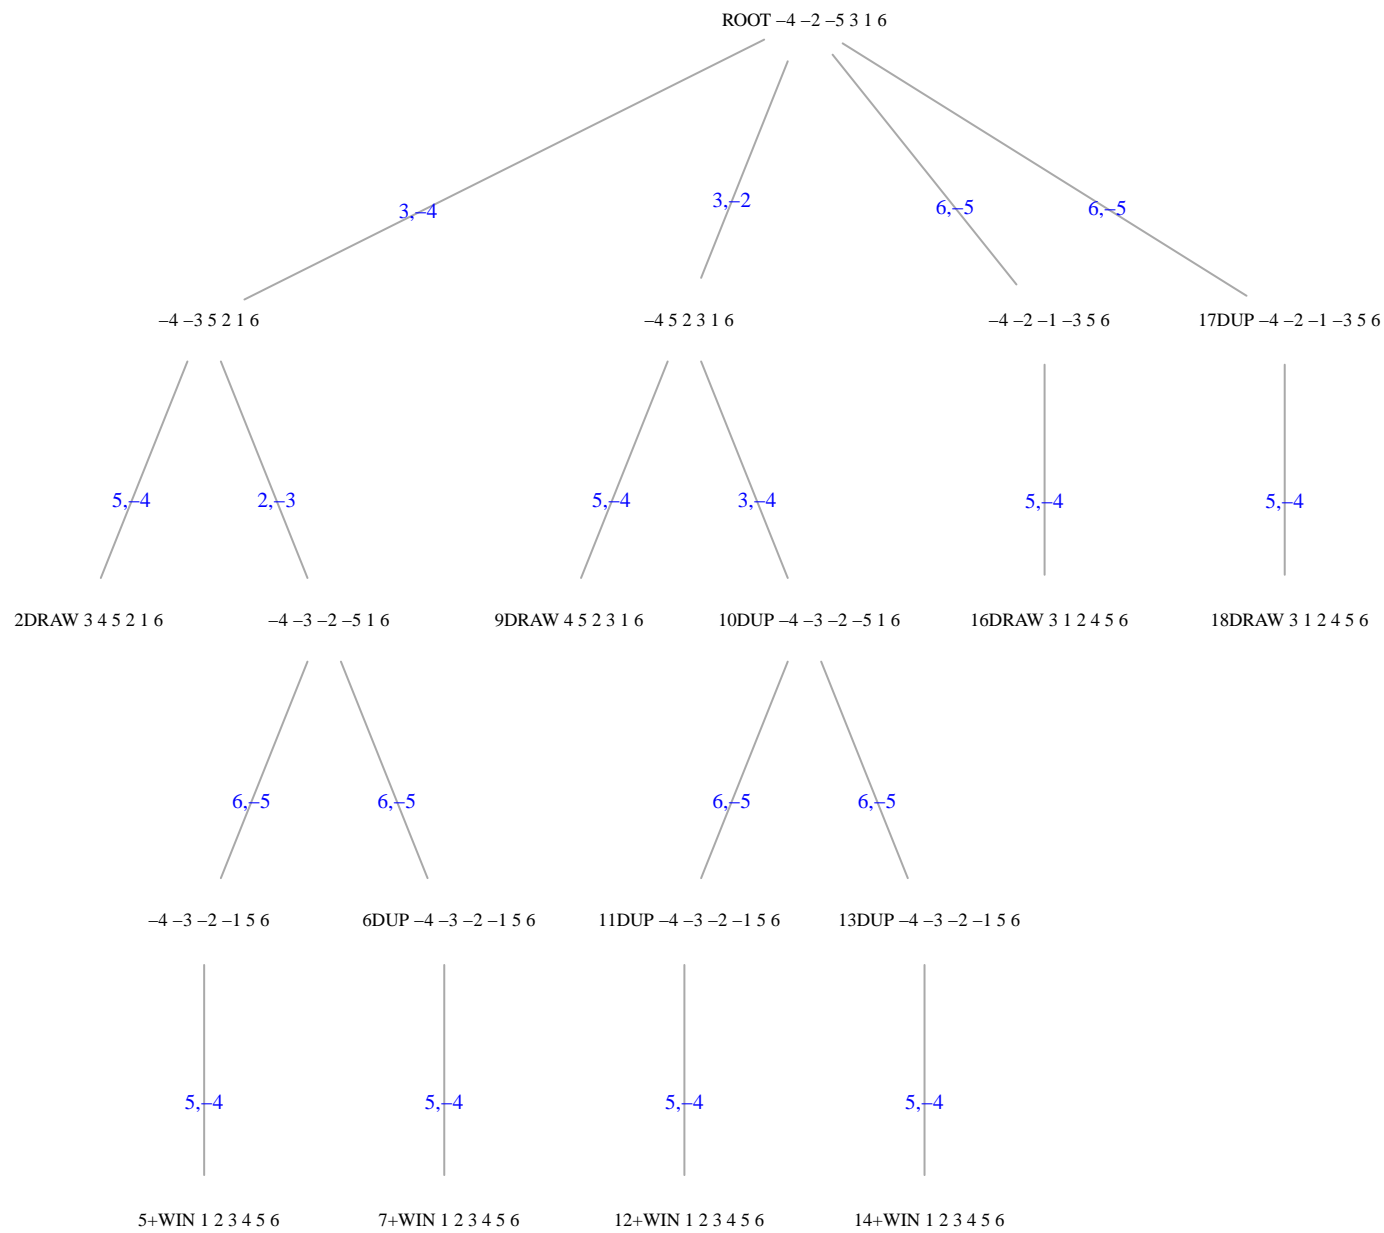 ROOT –4 –2 –5 3 1 6
3,–4
3,–2
6,–5
6,–5
–4 –3 5 2 1 6
–4 5 2 3 1 6
–4 –2 –1 –3 5 6
17DUP –4 –2 –1 –3 5 6
5,–4
2,–3
5,–4
3,–4
5,–4
5,–4
2DRAW 3 4 5 2 1 6
–4 –3 –2 –5 1 6
9DRAW 4 5 2 3 1 6
10DUP –4 –3 –2 –5 1 6
16DRAW 3 1 2 4 5 6
18DRAW 3 1 2 4 5 6
6,–5
6,–5
6,–5
6,–5
–4 –3 –2 –1 5 6
6DUP –4 –3 –2 –1 5 6
11DUP –4 –3 –2 –1 5 6
13DUP –4 –3 –2 –1 5 6
5,–4
5,–4
5,–4
5,–4
5+WIN 1 2 3 4 5 6
7+WIN 1 2 3 4 5 6
12+WIN 1 2 3 4 5 6
14+WIN 1 2 3 4 5 6